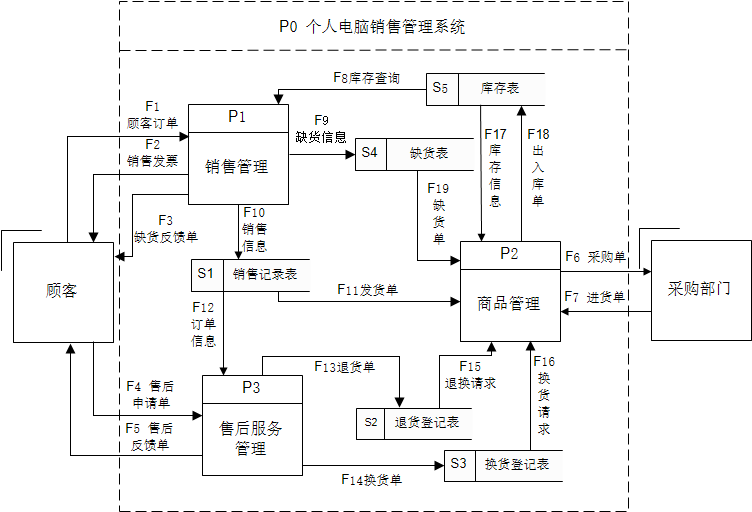 P0 个人电脑销售管理系统
F8库存查询
S5 库存表
F1
顾客订单
P1
销售管理
F9
缺货信息
S4 缺货表
F17
库
存
信
息
F18
出
入
库
单
F2
销售发票
F3
缺货反馈单
F10
销售
信息
F19
缺
货
单
P2
商品管理
F6 采购单
F7 进货单
顾客
采购部门
S1 销售记录表
F11发货单
F12
订单
信息
F13退货单
F15
退换请求
F16
换
货
请
求
P3
售后服务
管理
F4 售后
申请单
F5 售后
反馈单
S2 退货登记表
S3 换货登记表
F14换货单